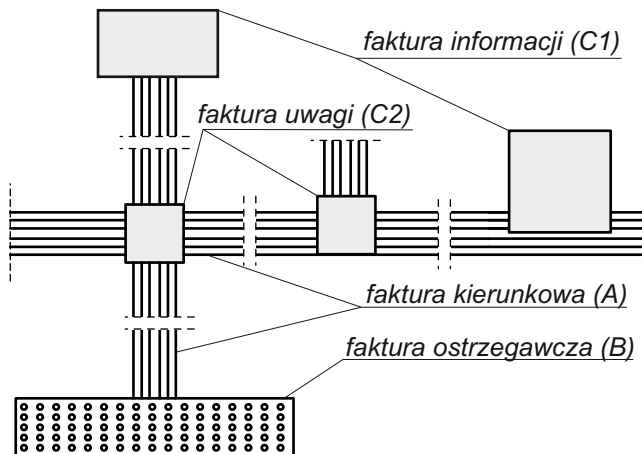 faktura informacji (C1)
faktura uwagi (C2)
faktura kierunkowa (A)
faktura ostrzegawcza (B)